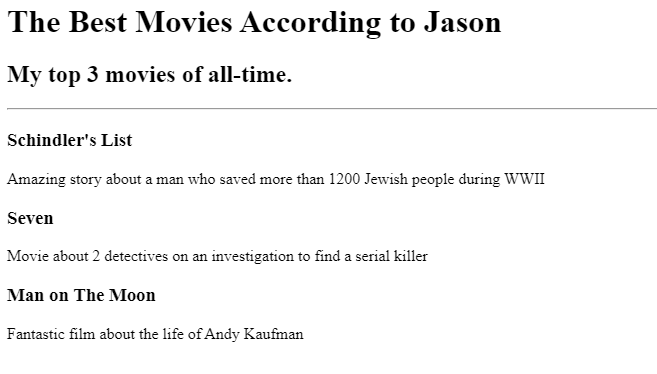 The Best Movies According to Jason
My top 3 movies of all-time.
Schindler's List
Amazing story about a man who saved more than 1200 Jewish people during WWII
Seven
Movie about 2 detectives on an investigation to find a serial killer
Man on The Moon
Fantastic film about the life of Andy Kaufman